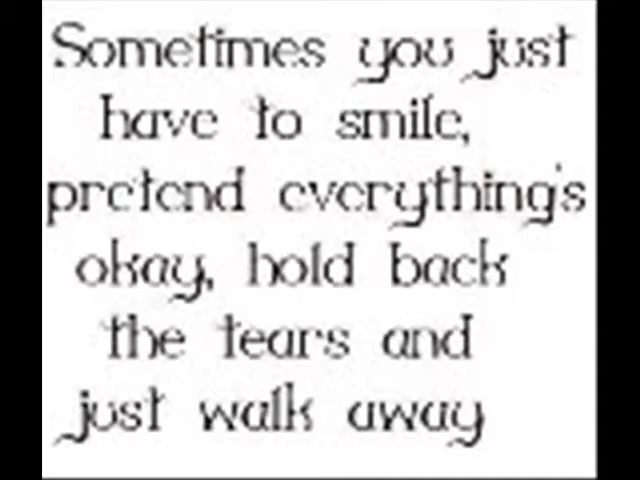 Sometimes you just
have to smile,
pretend everything's
okay, hold back
the tears and
just walk away